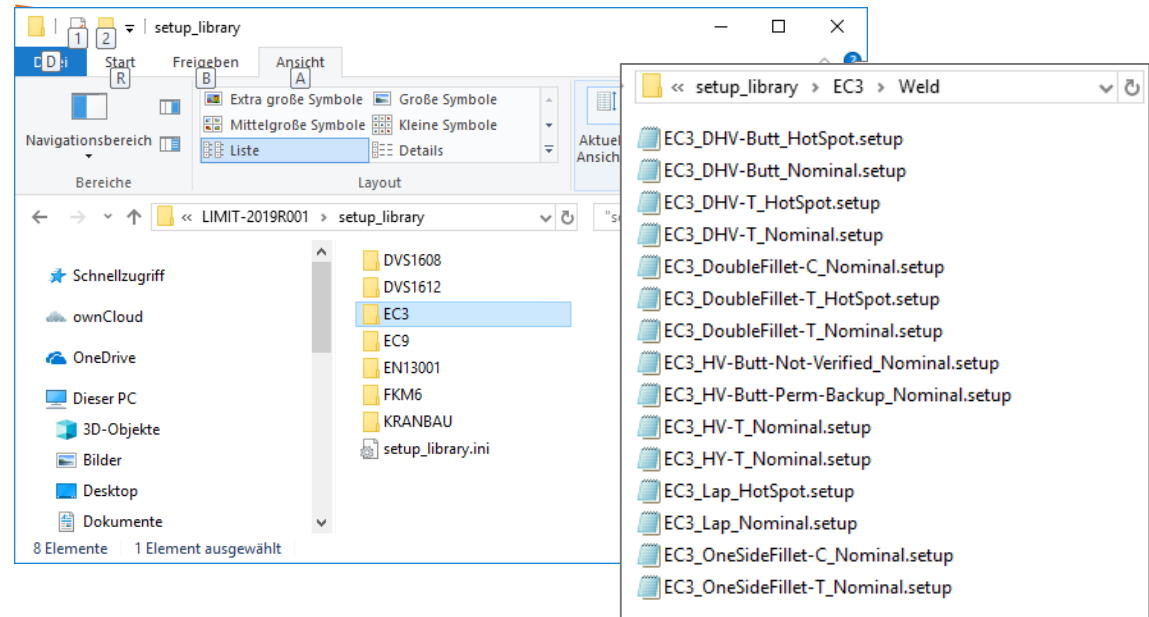 setup_library
1
2
D
i
Start
Freigeben
Ansicht
R
B
A
Navigationsbereich
Extra große Symbole
Große Symbole
Mittelgroße Symbole
Kleine Symbole
Liste
Details
Aktuel
Ansich
Bereiche
Layout
« LIMIT-2019R001 › setup_library
"s
Schnellzugriff
ownCloud
OneDrive
Dieser PC
3D-Objekte
Bilder
Desktop
Dokumente
DVS1608
DVS1612
EC3
EC9
EN13001
FKM6
KRANBAU
setup_library.ini
8 Elemente
1 Element ausgewählt
« setup_library › EC3 › Weld
EC3_DHV-Butt_HotSpot.setup
EC3_DHV-Butt_Nominal.setup
EC3_DHV-T_HotSpot.setup
EC3_DHV-T_Nominal.setup
EC3_DoubleFillet-C_Nominal.setup
EC3_DoubleFillet-T_HotSpot.setup
EC3_DoubleFillet-T_Nominal.setup
EC3_HV-Butt-Not-Verified_Nominal.setup
EC3_HV-Butt-Perm-Backup_Nominal.setup
EC3_HV-T_Nominal.setup
EC3_HY-T_Nominal.setup
EC3_Lap_HotSpot.setup
EC3_Lap_Nominal.setup
EC3_OneSideFillet-C_Nominal.setup
EC3_OneSideFillet-T_Nominal.setup